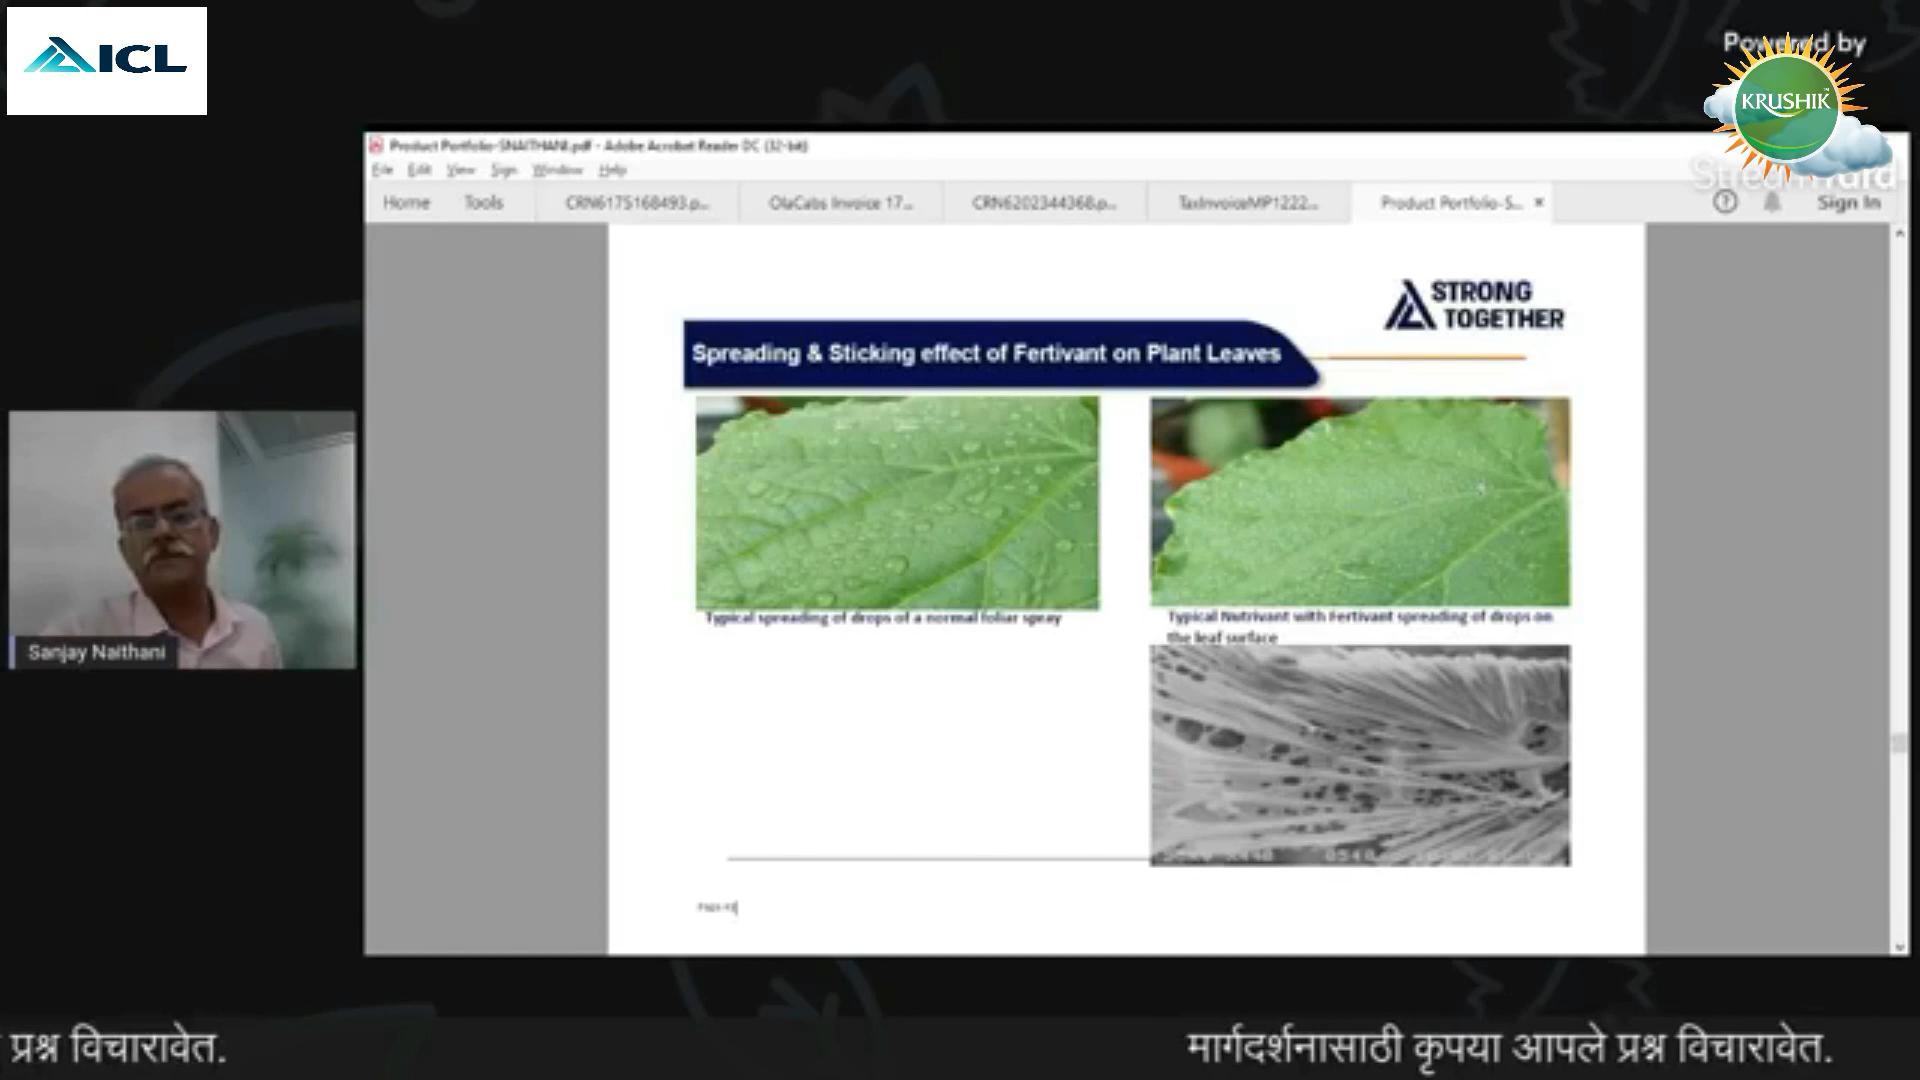 ICL
Powered by
KRUSHIK
Product Portfolio-SNAITHANI.pdf - Adobe Acrobat Reader DC (32-bit)
File Edit View Sign Window Help
Home Tools CRN6175168493.p... OlaCabs Invoice 17... CRN6202344368.p... TaxInvoiceMP1222... Product Portfolio-S... × Sign In
STRONG
TOGETHER
Spreading & Sticking effect of Fertivant on Plant Leaves
Typical spreading of drops of a normal foliar spray
Typical Nutrivant with Fertivant spreading of drops on
the leaf surface
Sanjay Naithani
प्रश्न विचारावेत. मार्गदर्शनासाठी कृपया आपले प्रश्न विचारावेत.